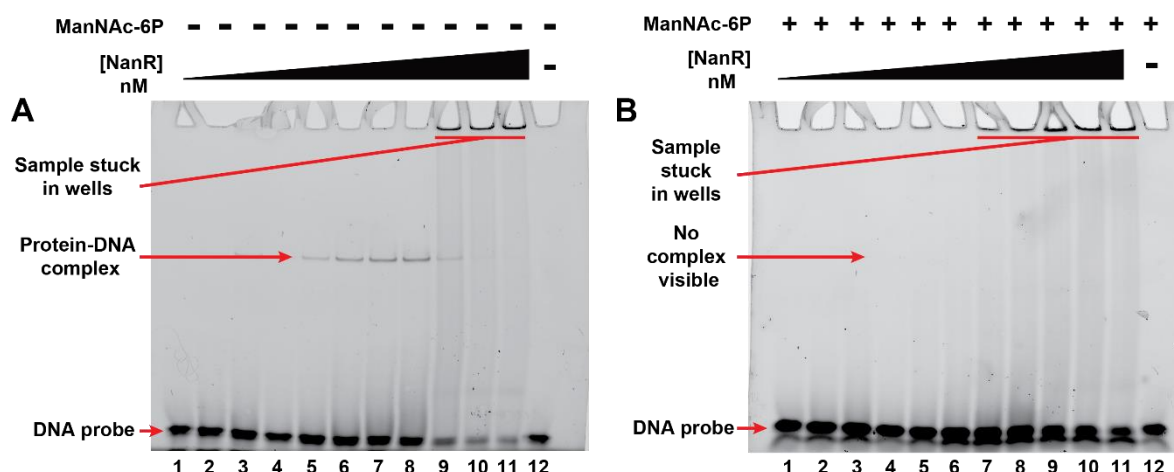 ManNAc-6P - - - - - - - - - - - -
[NanR]
nM
-
A
Sample stuck
in wells
Protein-DNA
complex
DNA probe
1 2 3 4 5 6 7 8 9 10 11 12
ManNAc-6P + + + + + + + + + + + +
[NanR]
nM
-
B
Sample
stuck
in wells
No
complex
visible
DNA probe
1 2 3 4 5 6 7 8 9 10 11 12